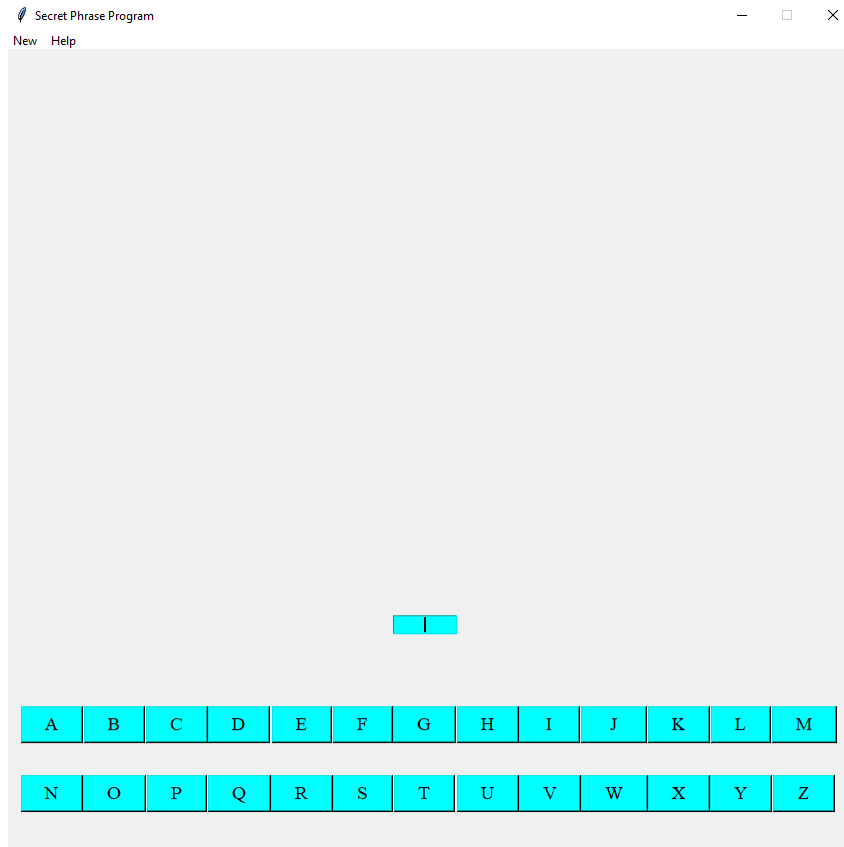 Secret Phrase Program
New Help
A B C D E F G H I J K L M
N O P Q R S T U V W X Y Z